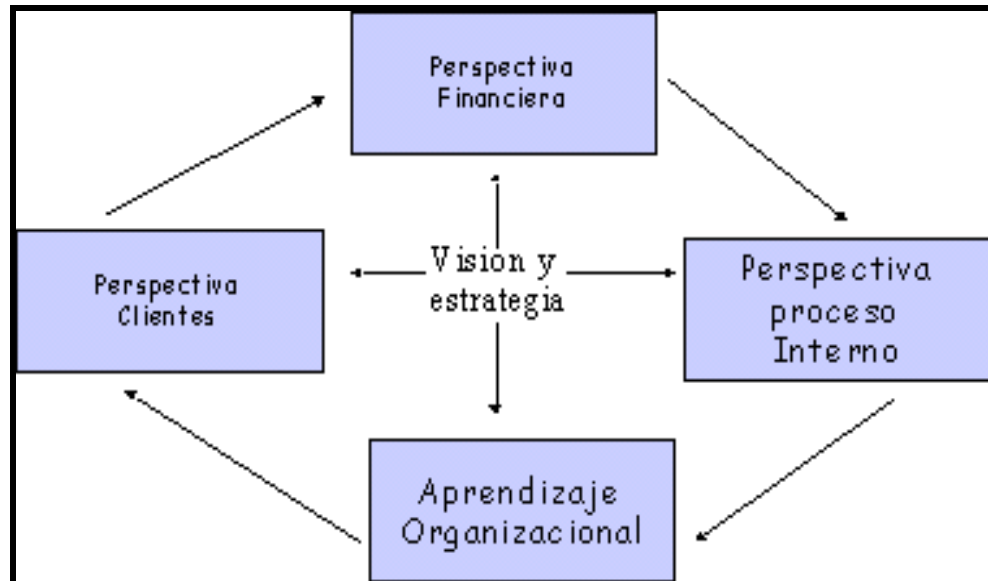 Perspectiva
Financiera
Perspectiva
Clientes
Vision y
estrategia
Perspectiva
proceso
Interno
Aprendizaje
Organizacional